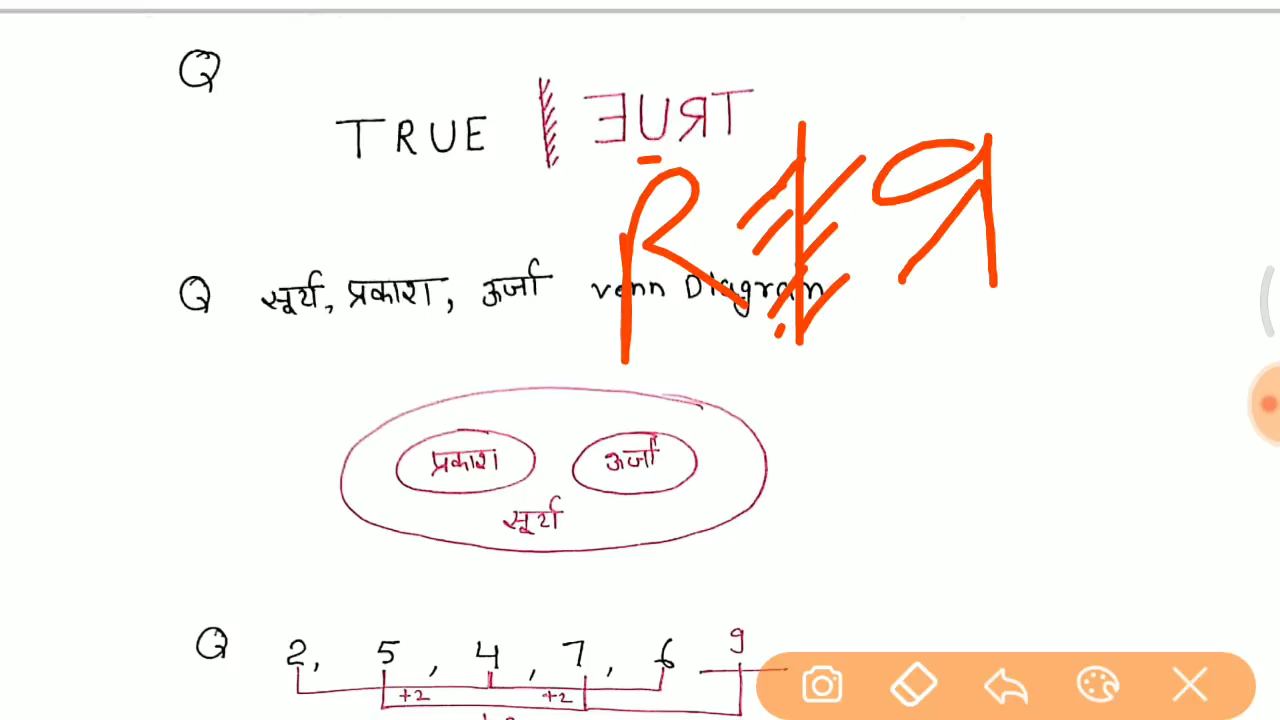 Q
TRUE ƎUЯT
R Я
Q सूर्य, प्रकाश, ऊर्जा venn Diagram
प्रकाश ऊर्जा
सूर्य
Q 2, 5, 4, 7, 6 9
+2 +2